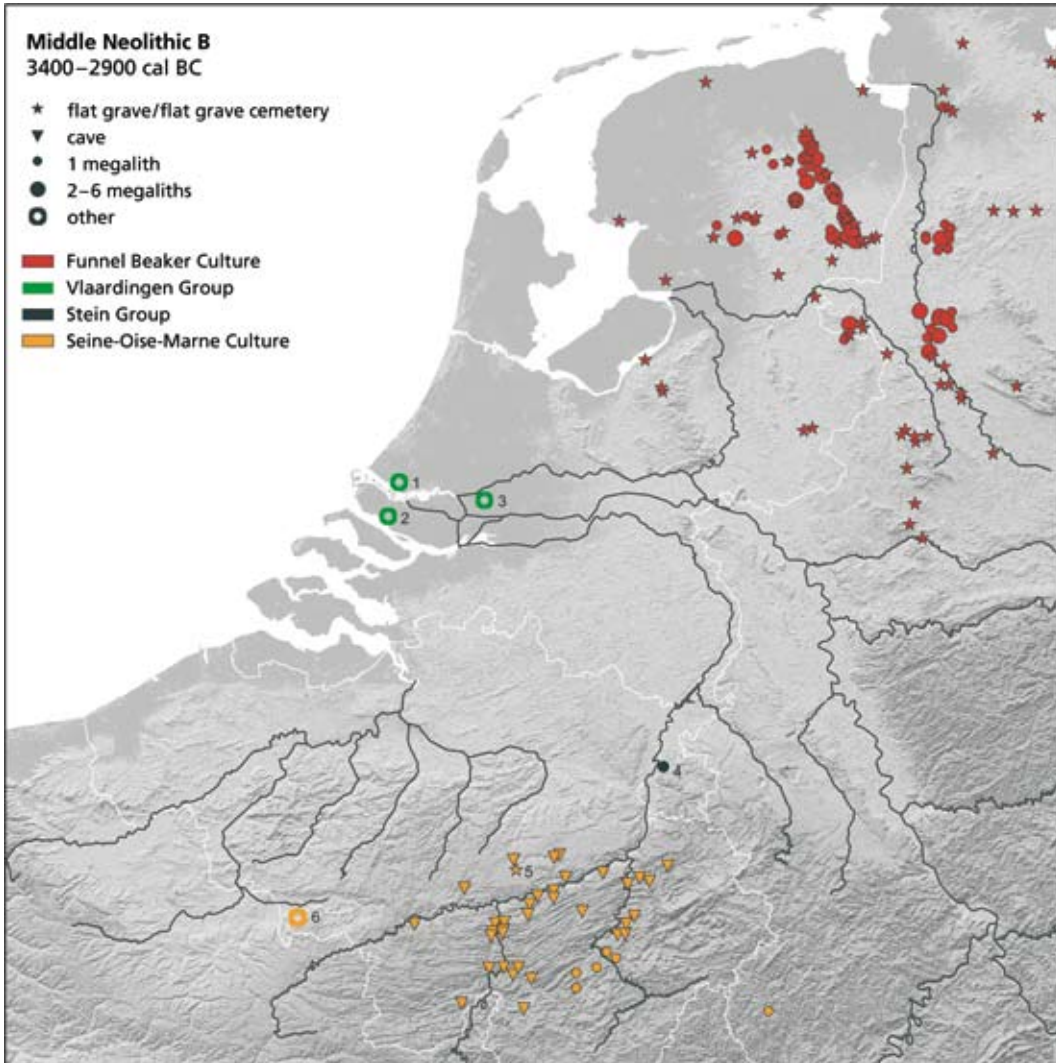 Middle Neolithic B
3400–2900 cal BC
flat grave/flat grave cemetery
cave
1 megalith
2–6 megaliths
other
Funnel Beaker Culture
Vlaardingen Group
Stein Group
Seine-Oise-Marne Culture
1
3
2
4
5
6